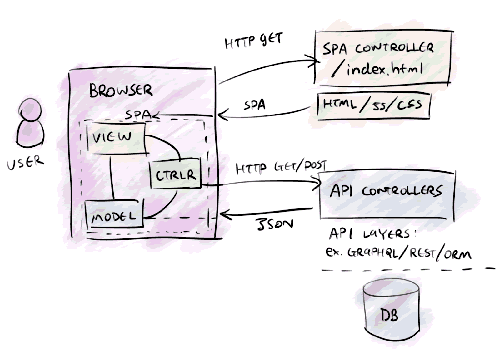 HTTP GET
SPA CONTROLLER
/index.html
BROWSER
SPA
SPA
HTML/JS/CSS
VIEW
USER
CTRLR
HTTP GET/POST
API CONTROLLERS
MODEL
JSON
API LAYERS:
ex. GRAPHQL/REST/ORM
DB